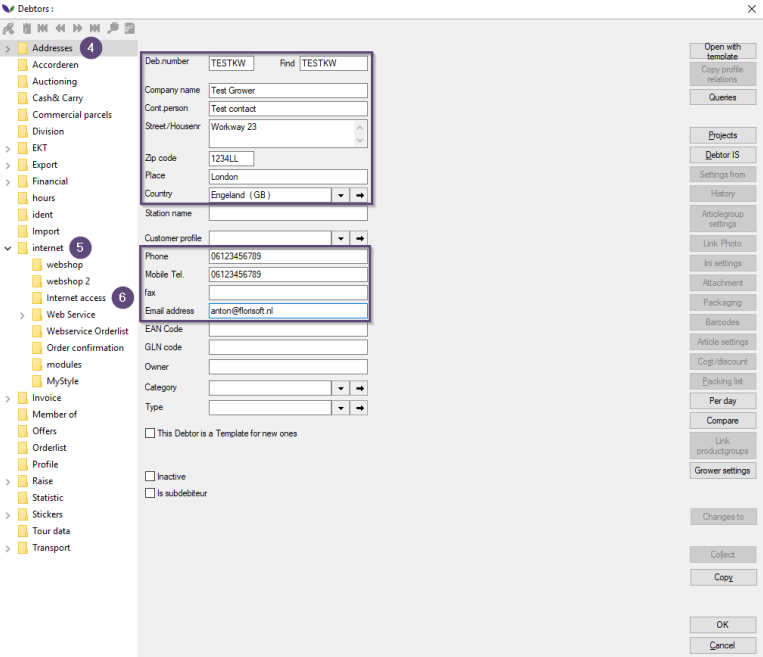 Debtors :
Addresses 4
Accorderen
Auctioning
Cash& Carry
Commercial parcels
Division
EKT
Export
Financial
hours
ident
Import
internet 5
webshop
webshop 2
Internet access 6
Web Service
Webservice Orderlist
Order confirmation
modules
MyStyle
Invoice
Member of
Offers
Orderlist
Profile
Raise
Statistic
Stickers
Tour data
Transport
Deb.number TESTKW Find TESTKW
Company name Test Grower
Cont.person Test contact
Street/Housenr Workway 23
Zip code 1234LL
Place London
Country Engeland ( GB )
Station name
Customer profile
Phone 06123456789
Mobile Tel. 06123456789
fax
Email address anton@florisoft.nl
EAN Code
GLN code
Owner
Category
Type
This Debtor is a Template for new ones
Inactive
Is subdebiteur
Open with
template
Copy profile
relations
Queries
Projects
Debtor IS
Settings from
History
Articlegroup
settings
Link Photo
Ini settings
Attachment
Packaging
Barcodes
Article settings
Cost/discount
Packing list
Per day
Compare
Link
productgroups
Grower settings
Changes to
Collect
Copy
OK
Cancel